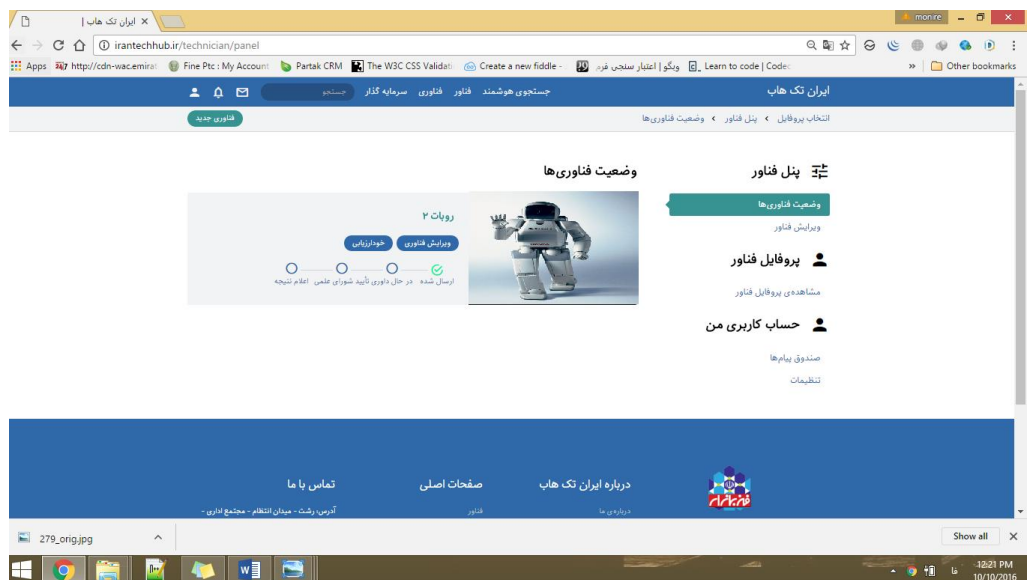 ایران تک هاب |
monire
irantechhub.ir/technician/panel
Apps
http://cdn-wac.emirat
Fine Ptc : My Account
Partak CRM
The W3C CSS Validati
Create a new fiddle -
ویگو | اعتبار سنجی فرم
Learn to code | Codec
»
Other bookmarks
ایران تک هاب
جستجوی هوشمند فناور فناوری سرمایه گذار
جستجو
انتخاب پروفایل › پنل فناور › وضعیت فناوری‌ها
فناوری جدید
پنل فناور
وضعیت فناوری‌ها
ویرایش فناور
پروفایل فناور
مشاهده‌ی پروفایل فناور
حساب کاربری من
صندوق پیام‌ها
تنظیمات
وضعیت فناوری‌ها
روبات ۲
ویرایش فناوری
خودارزیابی
ارسال شده
در حال داوری
تأیید شورای علمی
اعلام نتیجه
درباره ایران تک هاب
درباره‌ی ما
صفحات اصلی
فناور
تماس با ما
آدرس: رشت - میدان انتظام - مجتمع اداری -
279_orig.jpg
Show all
فا
12:21 PM
10/10/2016